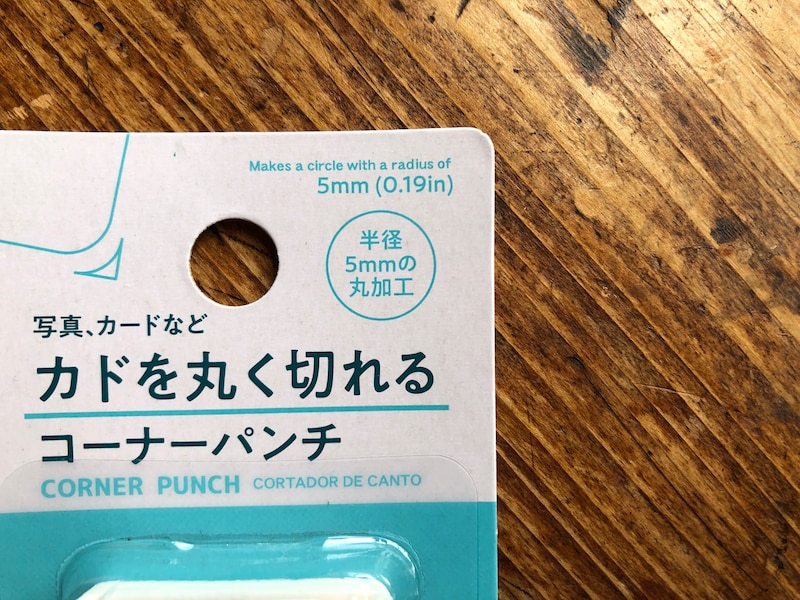 Makes a circle with a radius of
5mm (0.19in)
半径
5mmの
丸加工
写真、カードなど
カドを丸く切れる
コーナーパンチ
CORNER PUNCH CORTADOR DE CANTO